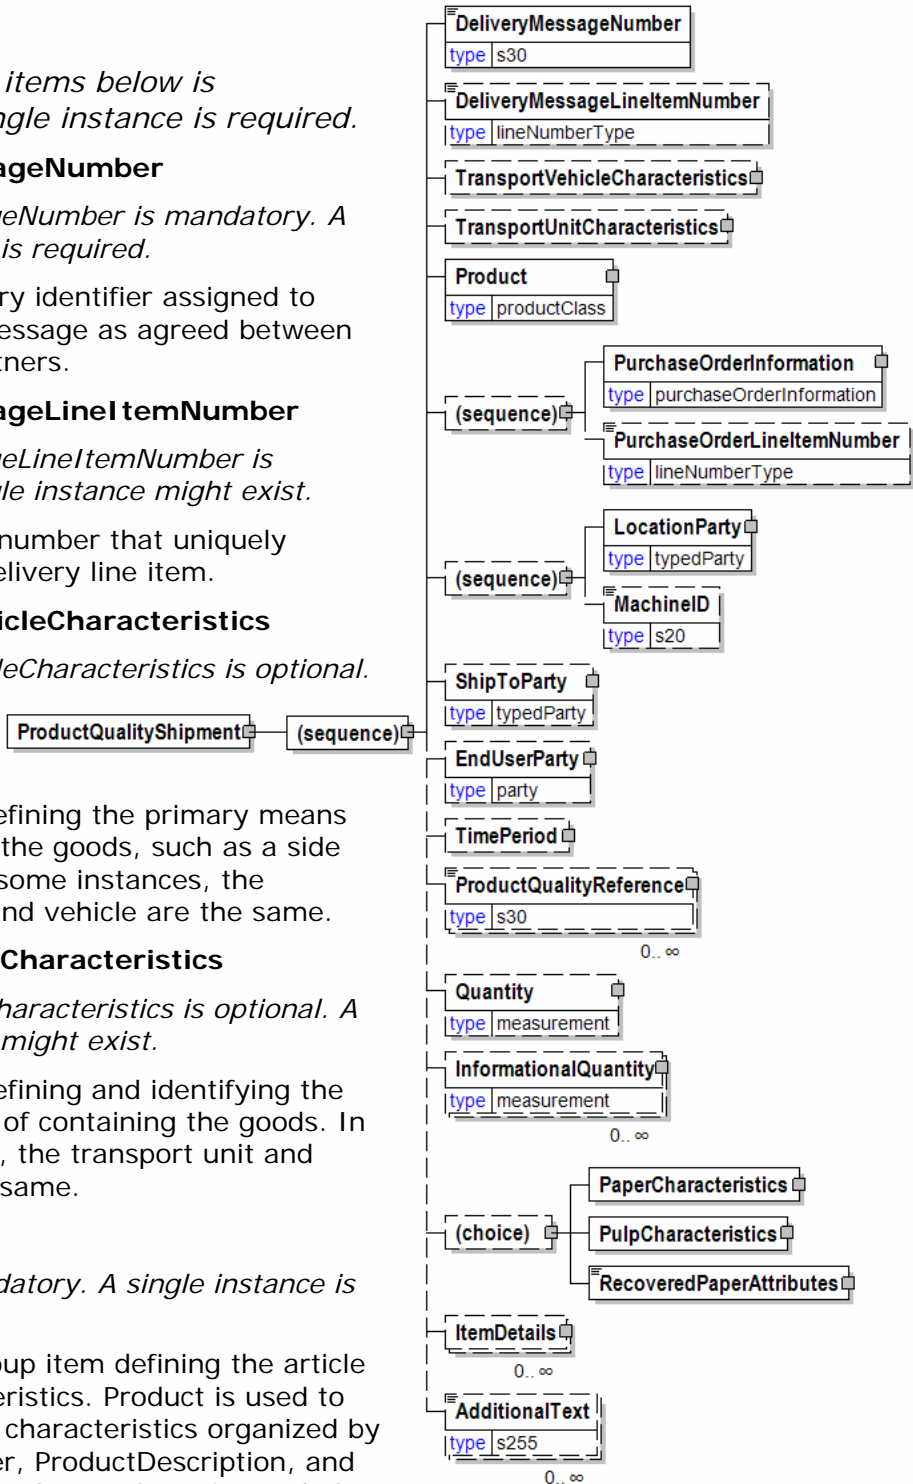 items below is
ngle instance is required.
ageNumber
geNumber is mandatory. A
is required.
ry identifier assigned to
essage as agreed between
tners.
ageLineItemNumber
geLineItemNumber is
gle instance might exist.
number that uniquely
elivery line item.
icleCharacteristics
leCharacteristics is optional.
efining the primary means
the goods, such as a side
some instances, the
nd vehicle are the same.
Characteristics
haracteristics is optional. A
might exist.
efining and identifying the
of containing the goods. In
, the transport unit and
same.
datory. A single instance is
oup item defining the article
eristics. Product is used to
characteristics organized by
er, ProductDescription, and
ProductQualityShipment
(sequence)
DeliveryMessageNumber
type s30
DeliveryMessageLineItemNumber
type lineNumberType
TransportVehicleCharacteristics
TransportUnitCharacteristics
Product
type productClass
(sequence)
PurchaseOrderInformation
type purchaseOrderInformation
PurchaseOrderLineItemNumber
type lineNumberType
(sequence)
LocationParty
type typedParty
MachineID
type s20
ShipToParty
type typedParty
EndUserParty
type party
TimePeriod
ProductQualityReference
type s30
0.. ∞
Quantity
type measurement
InformationalQuantity
type measurement
0.. ∞
(choice)
PaperCharacteristics
PulpCharacteristics
RecoveredPaperAttributes
ItemDetails
0.. ∞
AdditionalText
type s255
0.. ∞